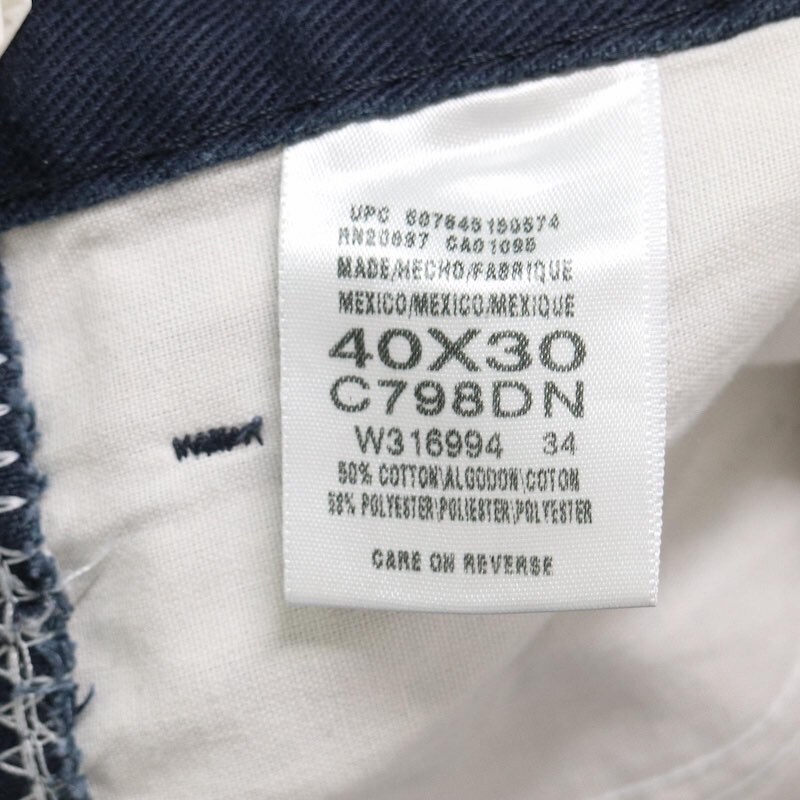 UPC 607645190574
RN20697 CA01095
MADE/HECHO/FABRIQUE
MEXICO/MEXICO/MEXIQUE
40X30
C798DN
W316994 34
50% COTTON\ALGODON\COTON
50% POLYESTER\POLIESTER\POLYESTER
CARE ON REVERSE